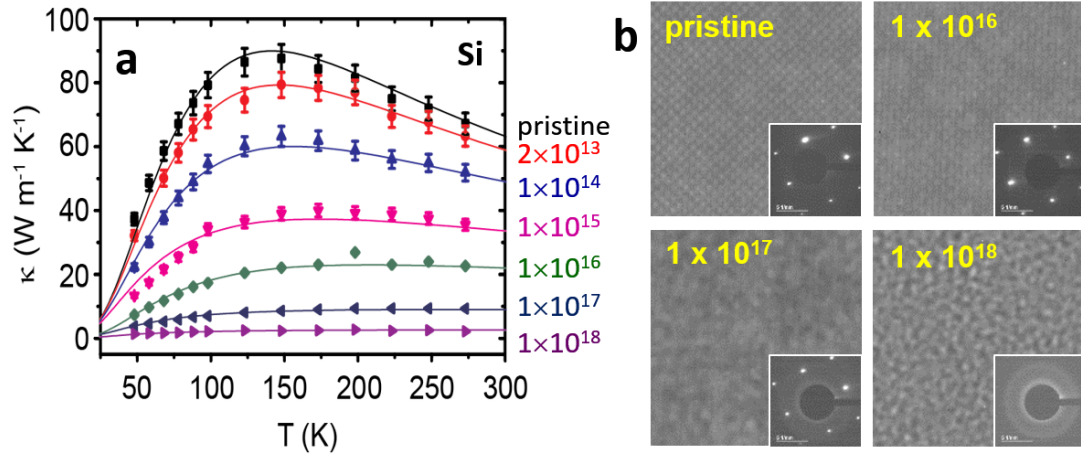 a
Si
κ (W m⁻¹ K⁻¹)
100
80
60
40
20
0
50
100
150
200
250
300
T (K)
pristine
2×10¹³
1×10¹⁴
1×10¹⁵
1×10¹⁶
1×10¹⁷
1×10¹⁸
b
pristine
1 x 10¹⁶
1 x 10¹⁷
1 x 10¹⁸